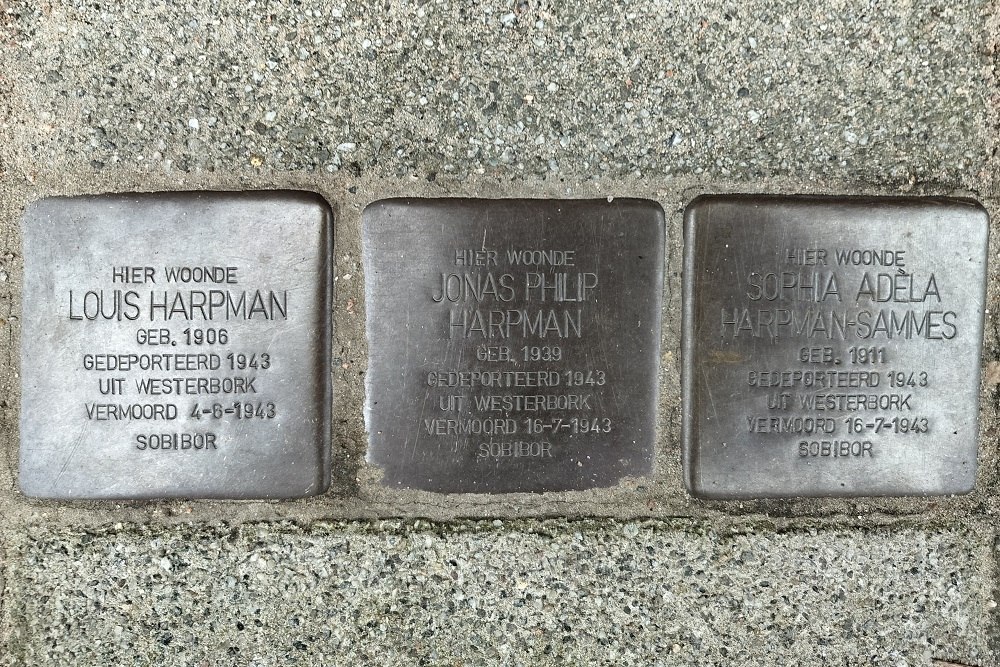 HIER WOONDE
LOUIS HARPMAN
GEB. 1906
GEDEPORTEERD 1943
UIT WESTERBORK
VERMOORD 4-6-1943
SOBIBOR
HIER WOONDE
JONAS PHILIP
HARPMAN
GEB. 1939
GEDEPORTEERD 1943
UIT WESTERBORK
VERMOORD 16-7-1943
SOBIBOR
HIER WOONDE
SOPHIA ADÈLA
HARPMAN-SAMMES
GEB. 1911
GEDEPORTEERD 1943
UIT WESTERBORK
VERMOORD 16-7-1943
SOBIBOR